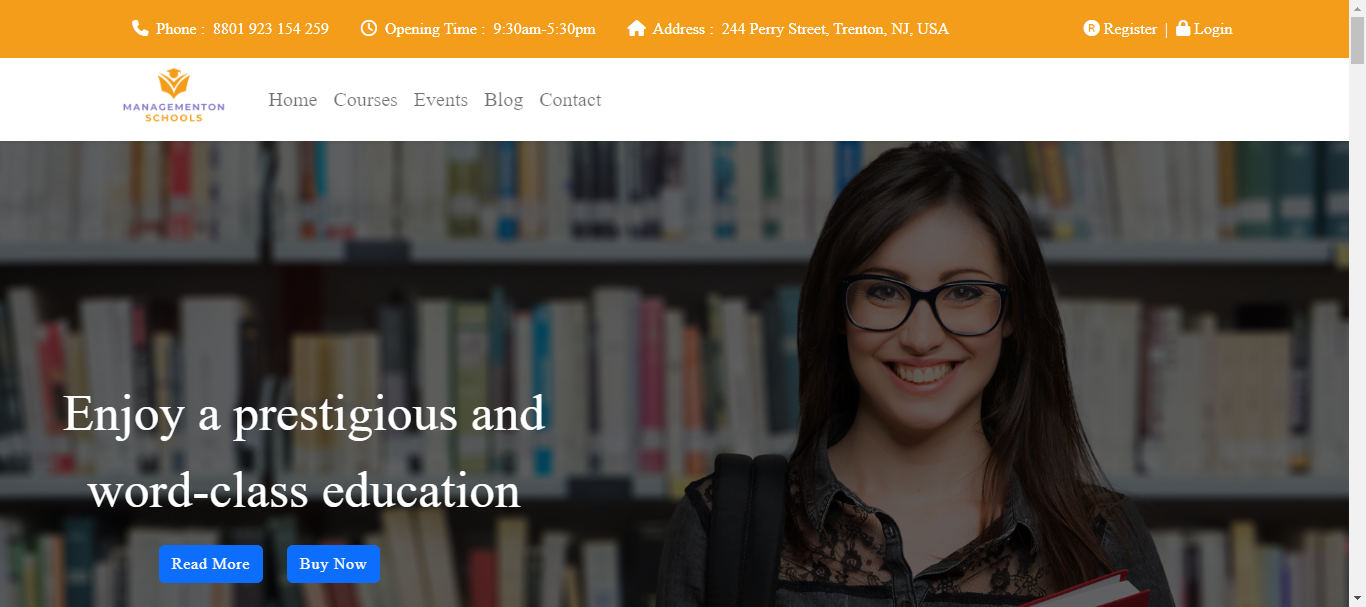 Phone : 8801 923 154 259 Opening Time : 9:30am-5:30pm Address : 244 Perry Street, Trenton, NJ, USA R Register | Login
MANAGEMENTON
SCHOOLS
Home Courses Events Blog Contact
Enjoy a prestigious and
word-class education
Read More Buy Now